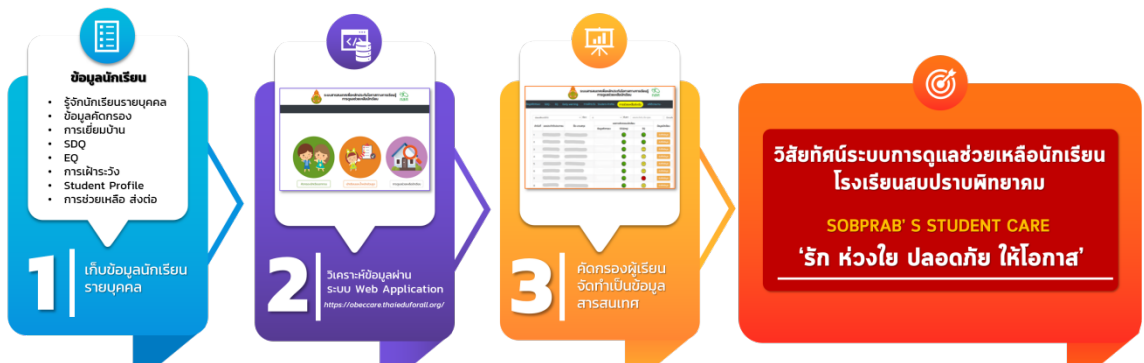 ข้อมูลนักเรียน
• รู้จักนักเรียนรายบุคคล
• ข้อมูลคัดกรอง
• การเยี่ยมบ้าน
• SDQ
• EQ
• การเฝ้าระวัง
• Student Profile
• การช่วยเหลือ ส่งต่อ
1
เก็บข้อมูลนักเรียน
รายบุคคล
2
วิเคราะห์ข้อมูลผ่าน
ระบบ Web Application
https://obeccare.thaieduforall.org/
3
คัดกรองผู้เรียน
จัดทำเป็นข้อมูล
สารสนเทศ
วิสัยทัศน์ระบบการดูแลช่วยเหลือนักเรียน
โรงเรียนสบปราบพิทยาคม
SOBPRAB' S STUDENT CARE
‘รัก ห่วงใย ปลอดภัย ให้โอกาส’